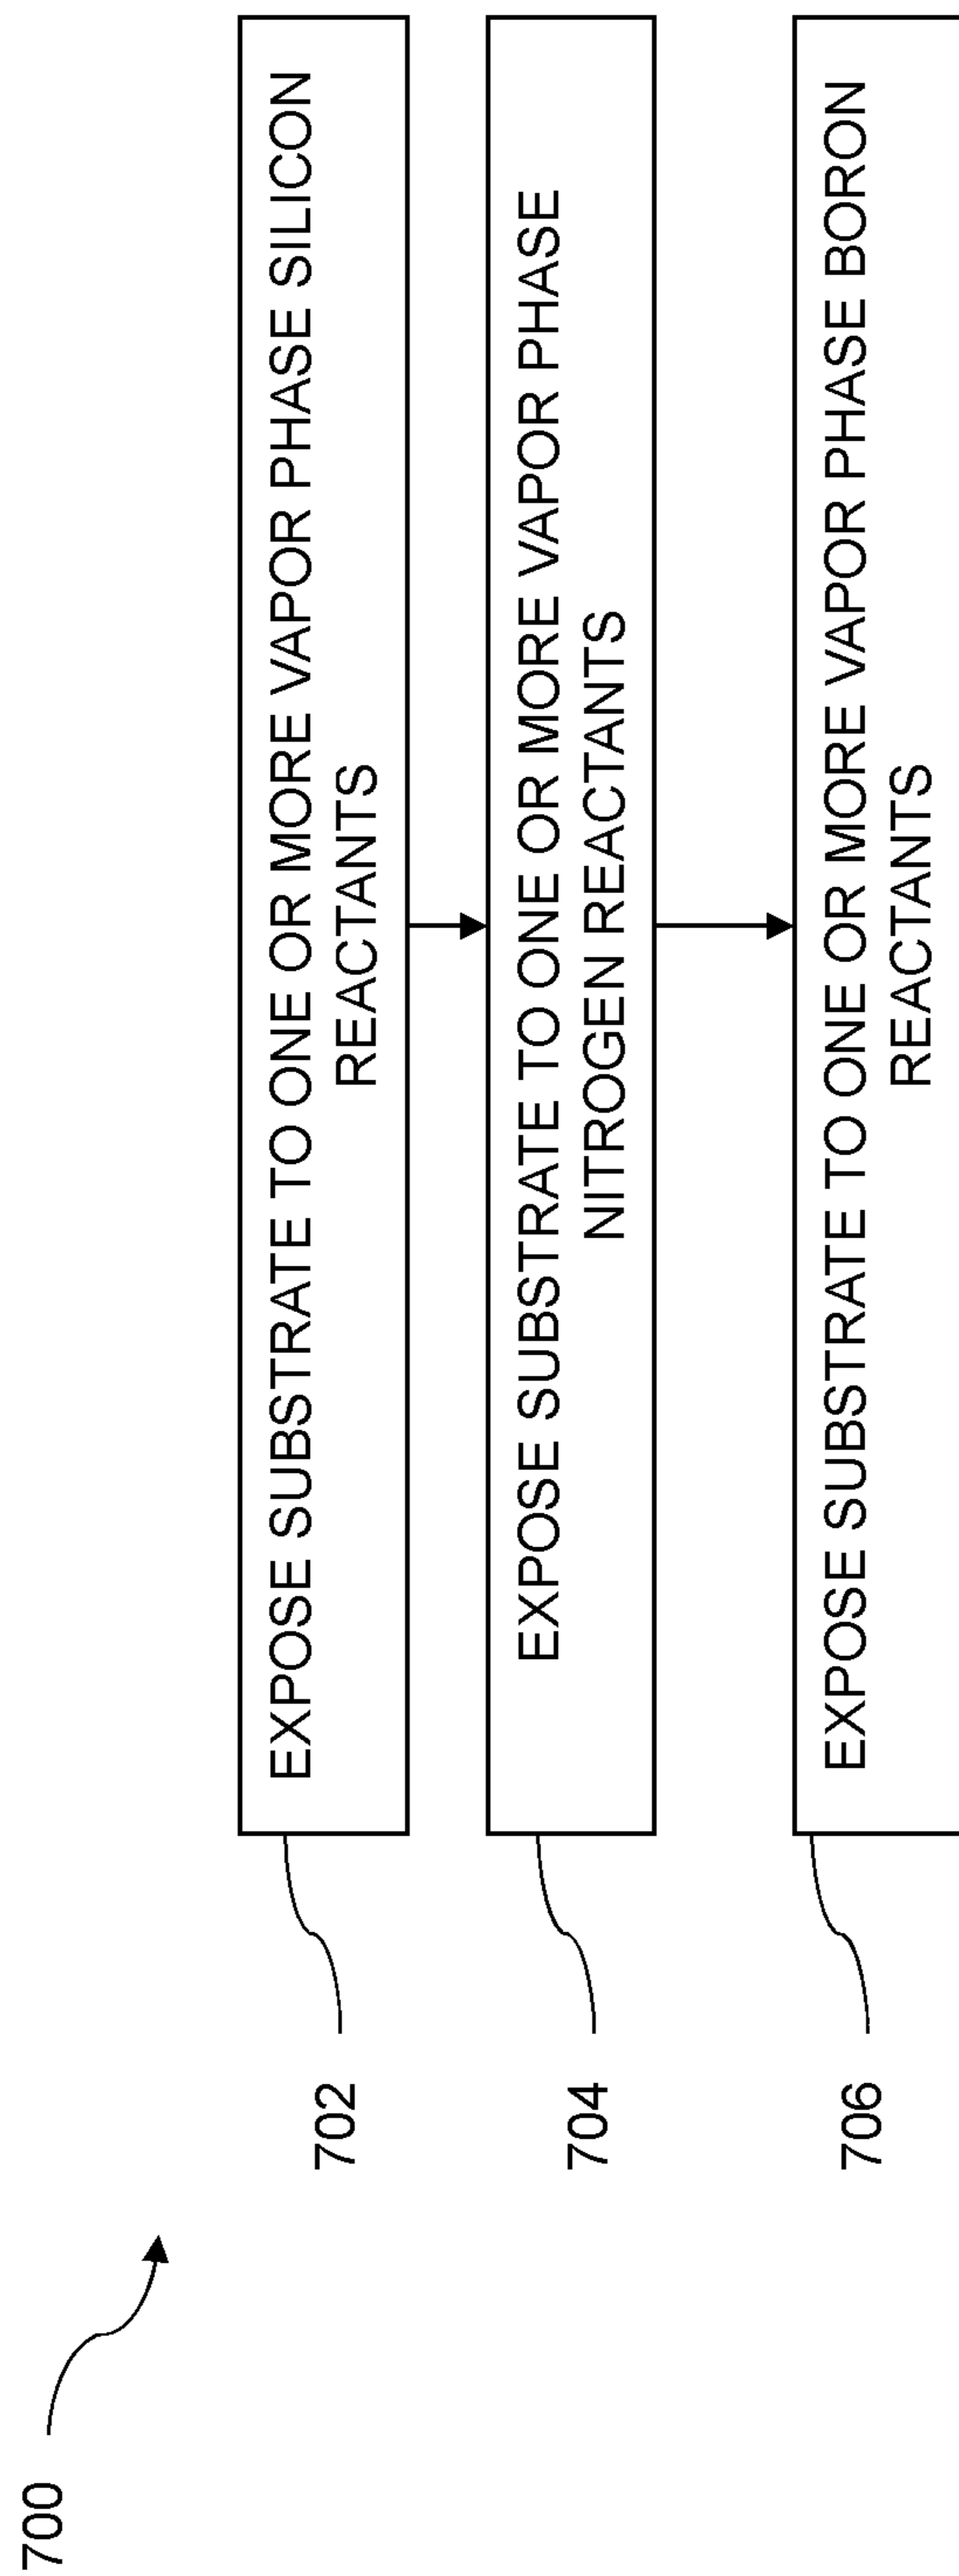 700
702
EXPOSE SUBSTRATE TO ONE OR MORE VAPOR PHASE SILICON
REACTANTS
704
EXPOSE SUBSTRATE TO ONE OR MORE VAPOR PHASE
NITROGEN REACTANTS
706
EXPOSE SUBSTRATE TO ONE OR MORE VAPOR PHASE BORON
REACTANTS